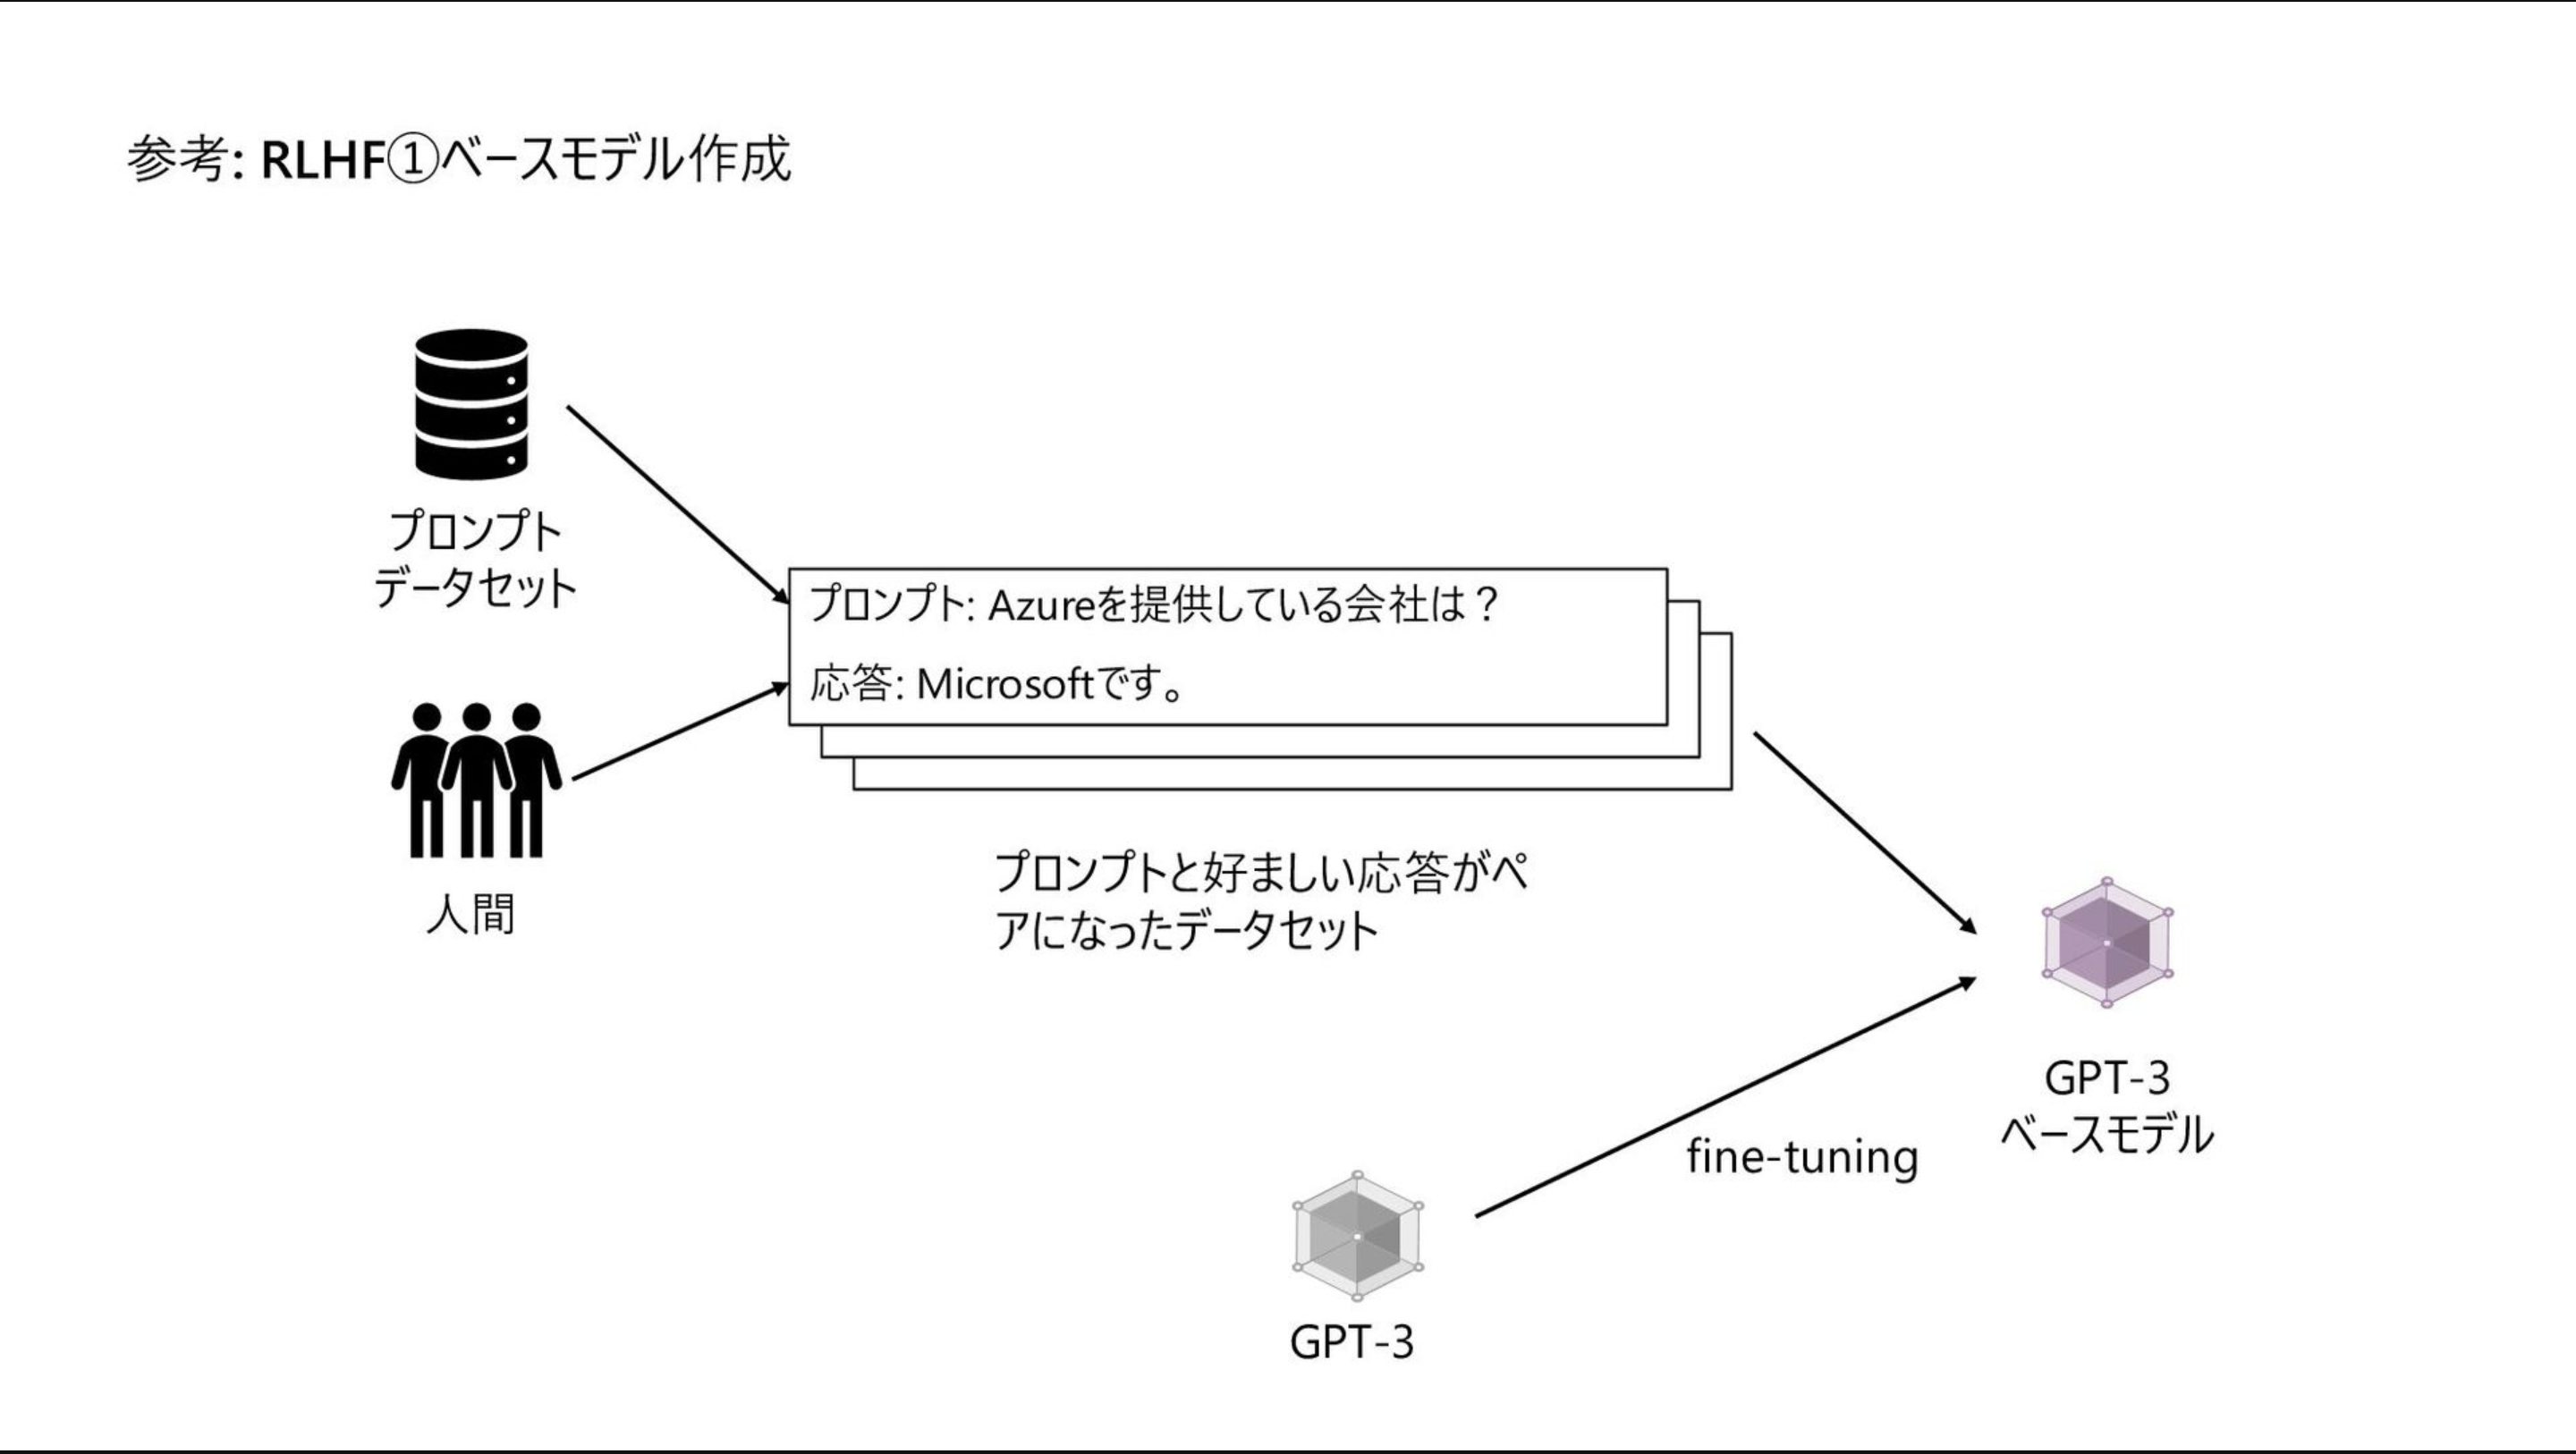 参考: RLHF①ベースモデル作成
プロンプト
データセット
人間
プロンプト: Azureを提供している会社は？
応答: Microsoftです。
プロンプトと好ましい応答がペ
アになったデータセット
GPT-3
ベースモデル
fine-tuning
GPT-3